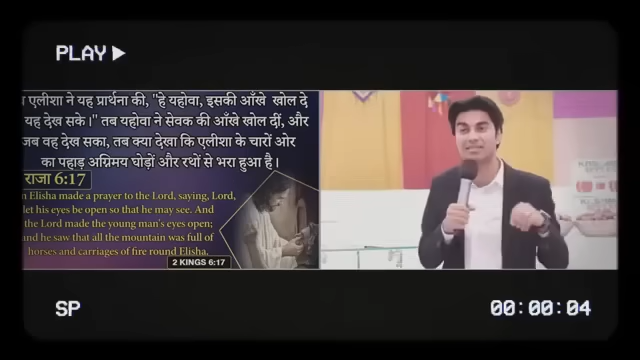 PLAY
एलीशा ने यह प्रार्थना की, "हे यहोवा, इसकी आँखे खोल दे
यह देख सके।" तब यहोवा ने सेवक की आँखे खोल दीं, और
जब वह देख सका, तब क्या देखा कि एलीशा के चारों ओर
का पहाड़ अग्निमय घोड़ों और रथों से भरा हुआ है।
राजा 6:17
n Elisha made a prayer to the Lord, saying, Lord,
let his eyes be open so that he may see. And
the Lord made the young man's eyes open;
and he saw that all the mountain was full of
horses and carriages of fire round Elisha.
2 KINGS 6:17
SP
00:00:04